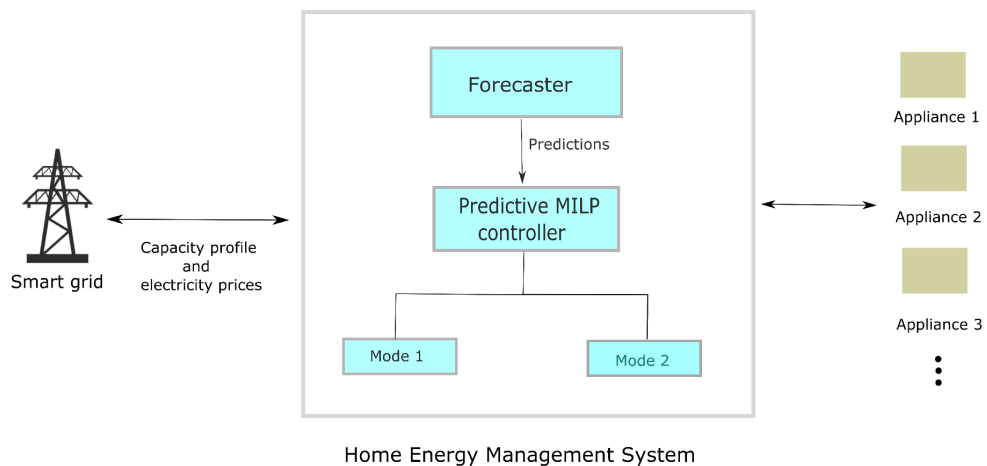 Forecaster
Predictions
Predictive MILP
controller
Mode 1
Mode 2
Smart grid
Capacity profile
and
electricity prices
Appliance 1
Appliance 2
Appliance 3
Home Energy Management System